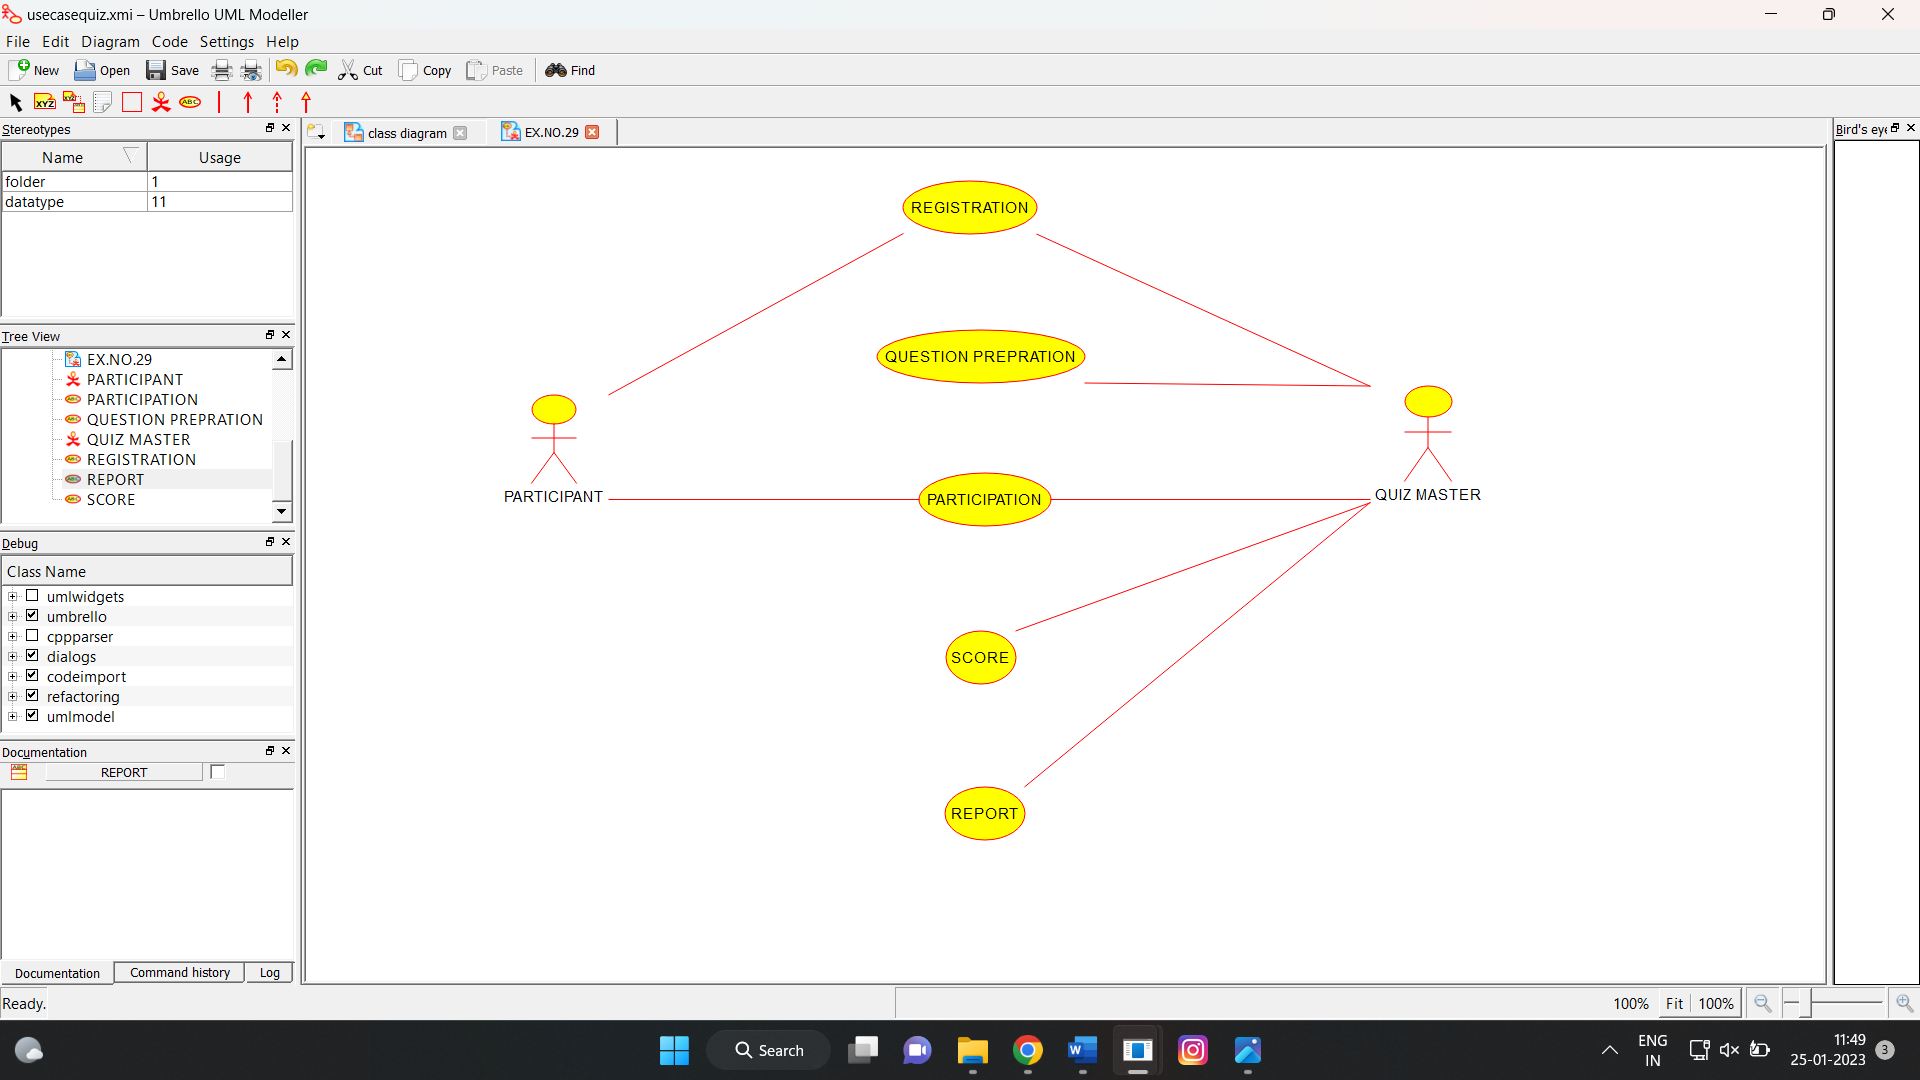 usecasequiz.xmi – Umbrello UML Modeller
File Edit Diagram Code Settings Help
New Open Save Cut Copy Paste Find
XYZ XYZ ABC
Stereotypes
Name Usage
folder 1
datatype 11
Tree View
EX.NO.29
PARTICIPANT
PARTICIPATION
QUESTION PREPRATION
QUIZ MASTER
REGISTRATION
REPORT
SCORE
Debug
Class Name
umlwidgets
umbrello
cppparser
dialogs
codeimport
refactoring
umlmodel
Documentation
REPORT
Documentation Command history Log
class diagram EX.NO.29
REGISTRATION
QUESTION PREPRATION
PARTICIPANT
PARTICIPATION
QUIZ MASTER
SCORE
REPORT
Bird's eye
Ready.
100% Fit 100%
Search
ENG
IN
11:49
25-01-2023
3